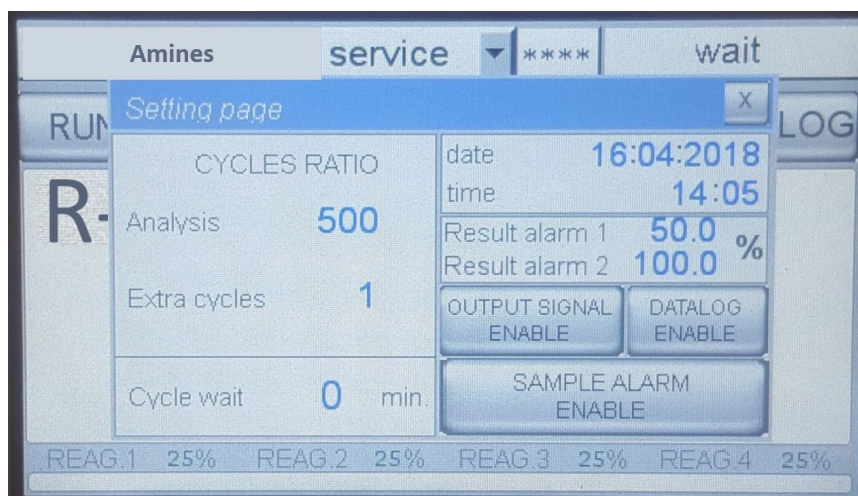 Amines service **** wait
RUN
Setting page X
LOG
R-
CYCLES RATIO
Analysis 500
Extra cycles 1
Cycle wait 0 min.
date 16:04:2018
time 14:05
Result alarm 1 50.0
Result alarm 2 100.0
%
OUTPUT SIGNAL
ENABLE
DATALOG
ENABLE
SAMPLE ALARM
ENABLE
REAG.1 25% REAG.2 25% REAG.3 25% REAG.4 25%